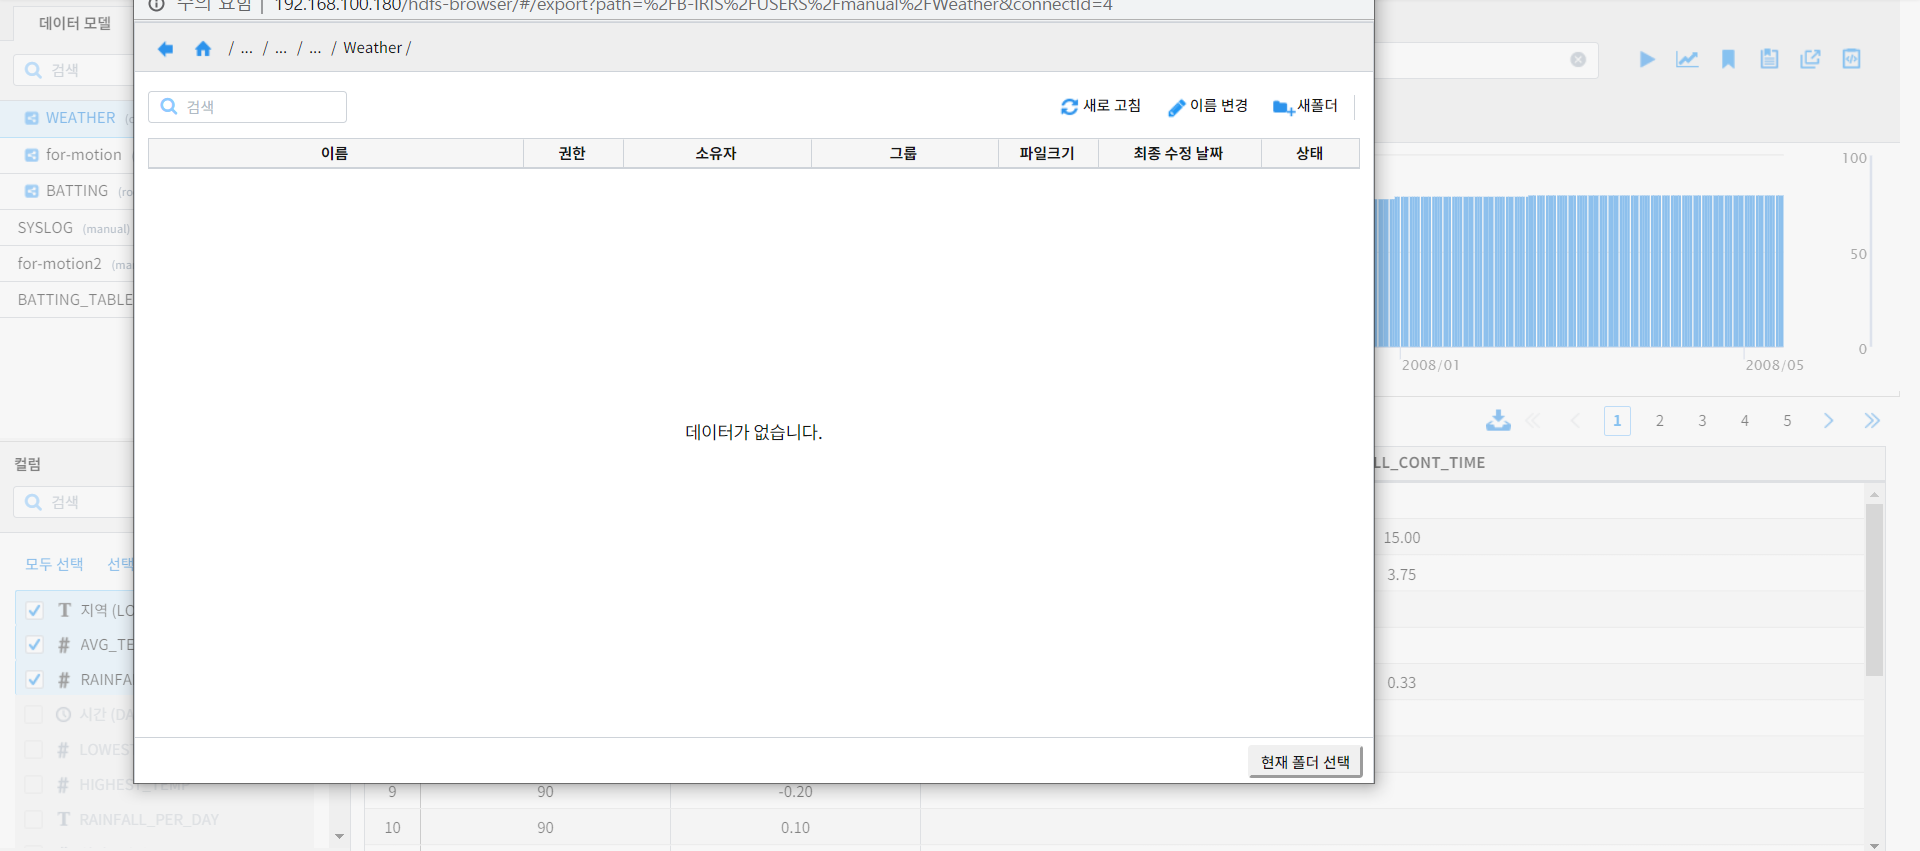 주의 요함 | 192.168.100.180/hdfs-browser/#/export?path=%2FB-IRIS%2FUSERS%2Fmanual%2FWeather&connectId=4
/ ... / ... / ... / Weather /
검색
새로 고침
이름 변경
새폴더
이름 권한 소유자 그룹 파일크기 최종 수정 날짜 상태
데이터가 없습니다.
현재 폴더 선택
데이터 모델
검색
WEATHER
for-motion
BATTING (ro
SYSLOG (manual)
for-motion2 (ma
BATTING_TABLE
컬럼
검색
모두 선택 선택
T 지역 (LO
# AVG_TE
# RAINFA
시간 (DA
# LOWEST
# HIGHEST_TEMP
T RAINFALL_PER_DAY
100
50
0
2008/01 2008/05
1 2 3 4 5
LL_CONT_TIME
15.00
3.75
0.33
9 90 -0.20
10 90 0.10